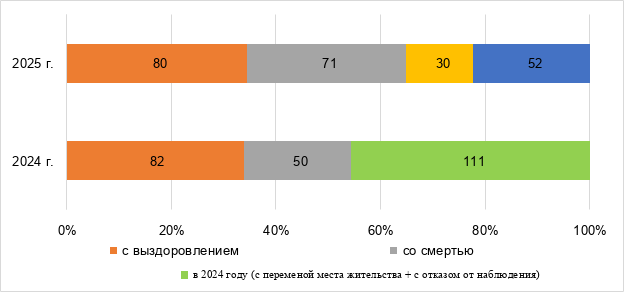 2025 г.
80 71 30 52
2024 г.
82 50 111
0% 20% 40% 60% 80% 100%
с выздоровлением со смертью
в 2024 году (с переменой места жительства + с отказом от наблюдения)